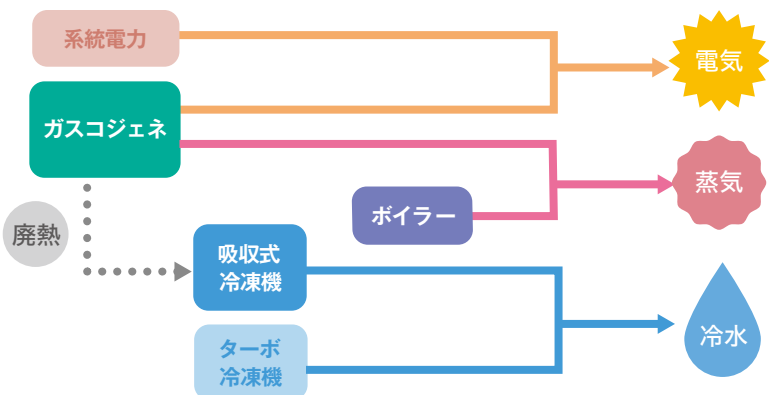 系統電力
電気
ガスコジェネ
蒸気
ボイラー
廃熱
吸収式
冷凍機
冷水
ターボ
冷凍機